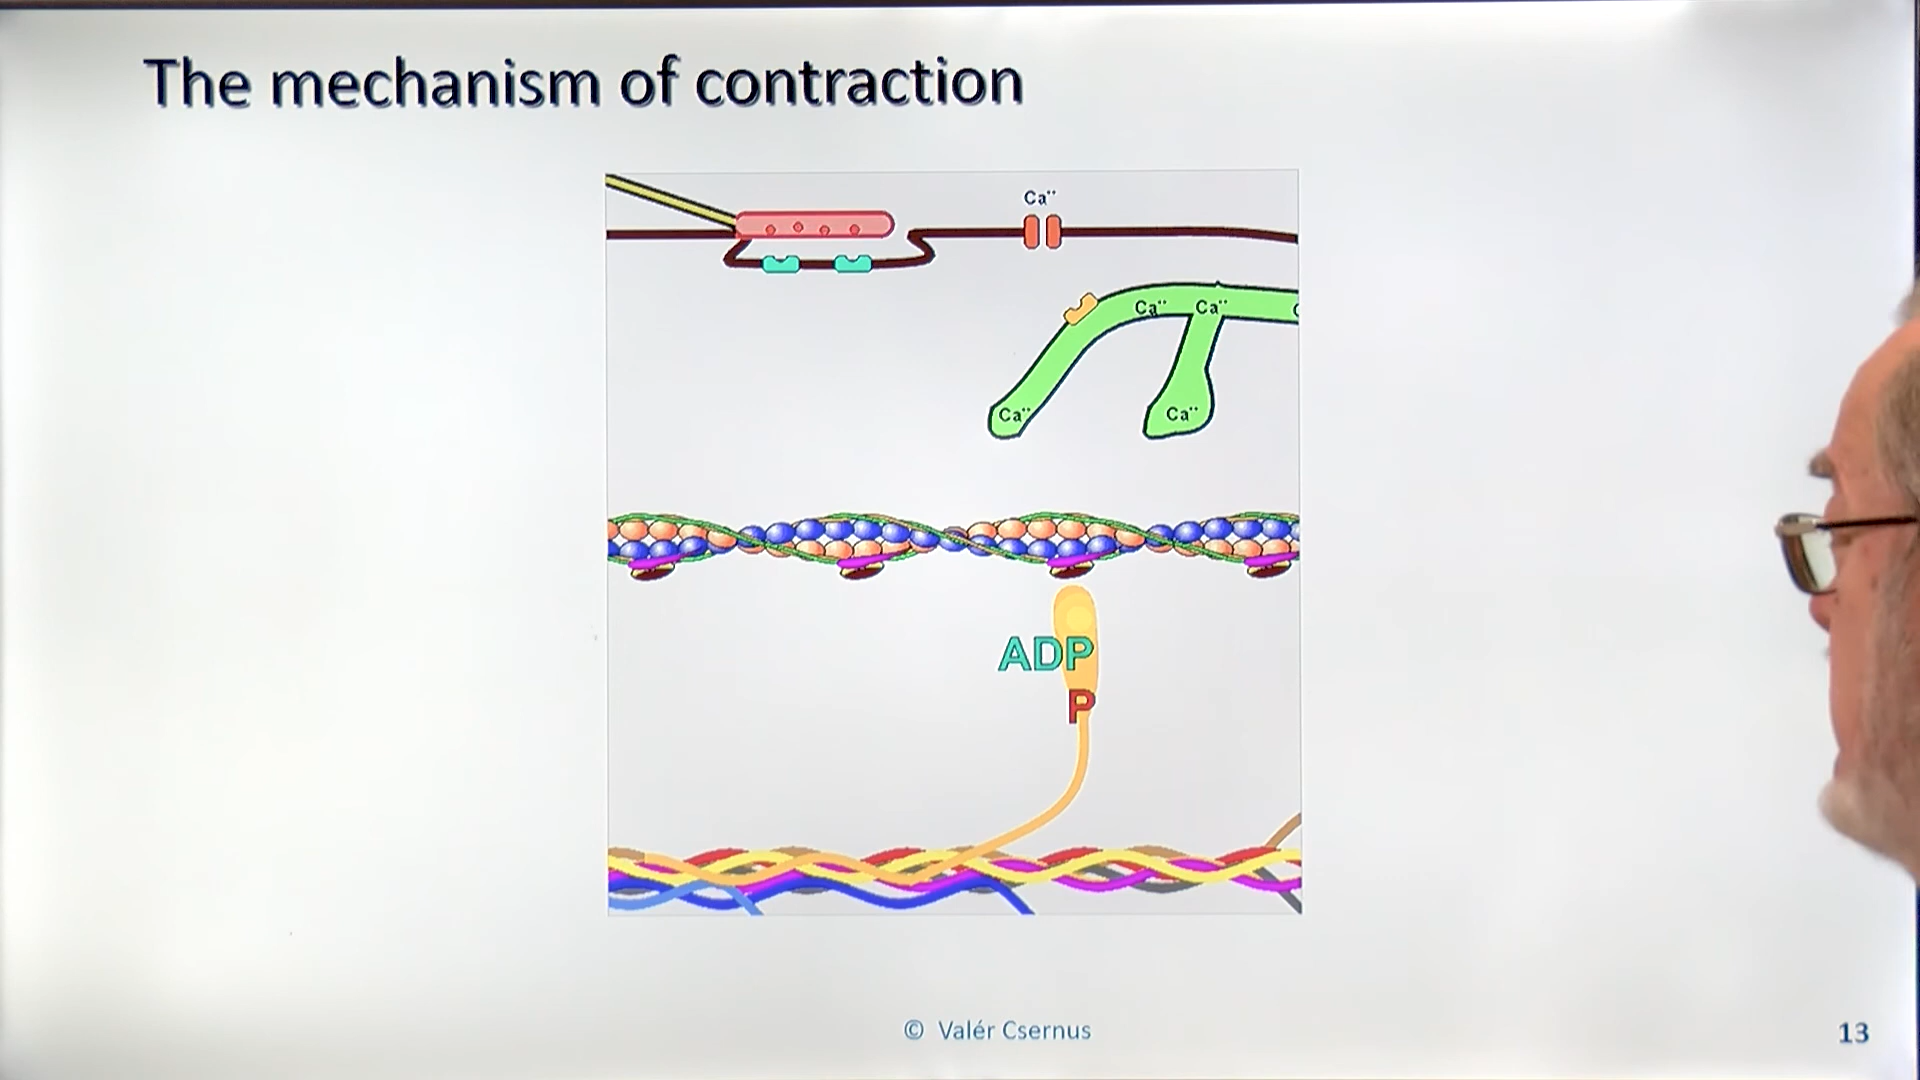 The mechanism of contraction
Ca¨
Ca¨ Ca¨ C
Ca¨ Ca¨
ADP
P
© Valér Csernus
13